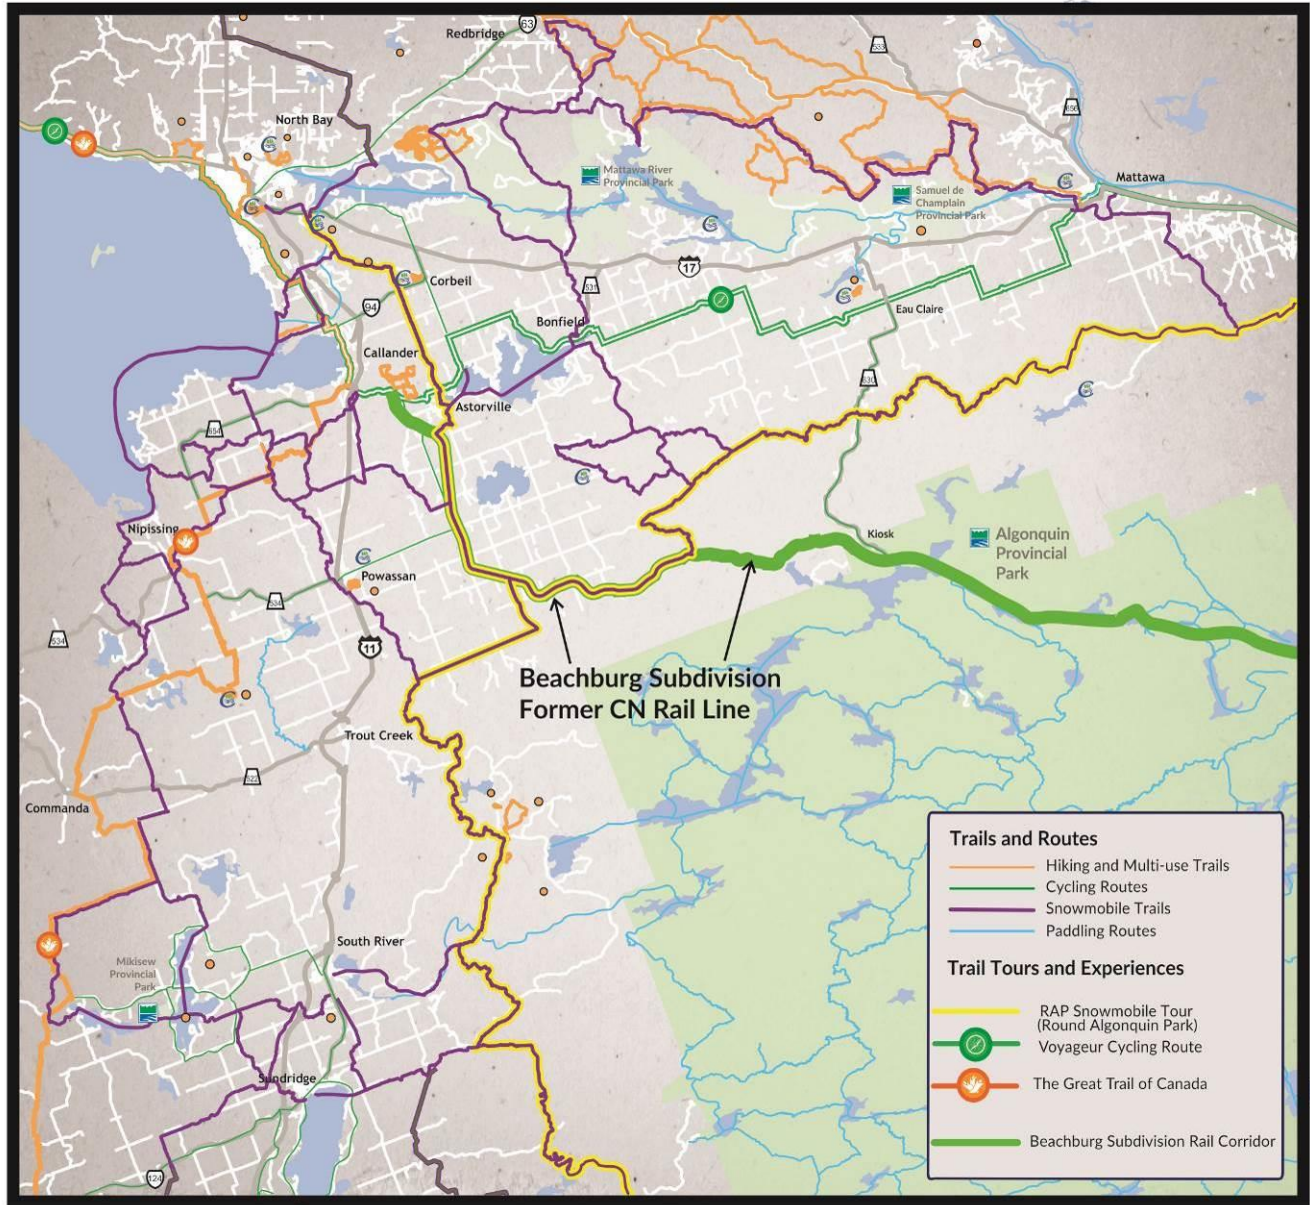 Redbridge
63
533
656
North Bay
Mattawa River
Provincial Park
Mattawa
Samuel de
Champlain
Provincial Park
17
Corbeil
531
94
Bonfield
Eau Claire
Callander
630
Astorville
654
Nipissing
Kiosk
Algonquin
Provincial
Park
Powassan
534
534
11
Beachburg Subdivision
Former CN Rail Line
Trout Creek
522
Commanda
South River
Mikisew
Provincial
Park
Sundridge
124
Trails and Routes
Hiking and Multi-use Trails
Cycling Routes
Snowmobile Trails
Paddling Routes
Trail Tours and Experiences
RAP Snowmobile Tour
(Round Algonquin Park)
Voyageur Cycling Route
The Great Trail of Canada
Beachburg Subdivision Rail Corridor